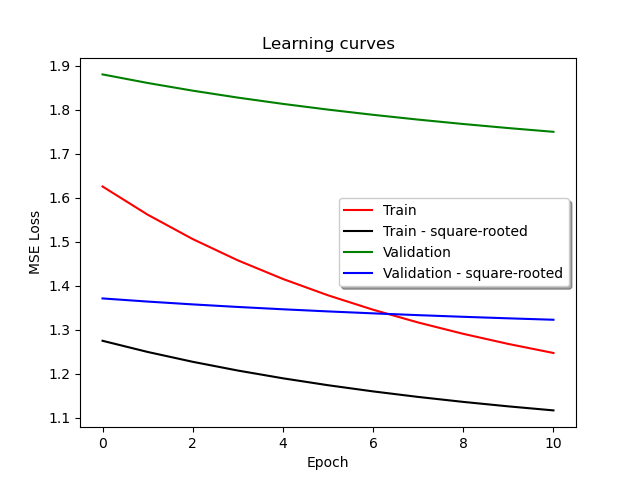 Learning curves
MSE Loss
1.9
1.8
1.7
1.6
1.5
1.4
1.3
1.2
1.1
Train
Train - square-rooted
Validation
Validation - square-rooted
0 2 4 6 8 10
Epoch